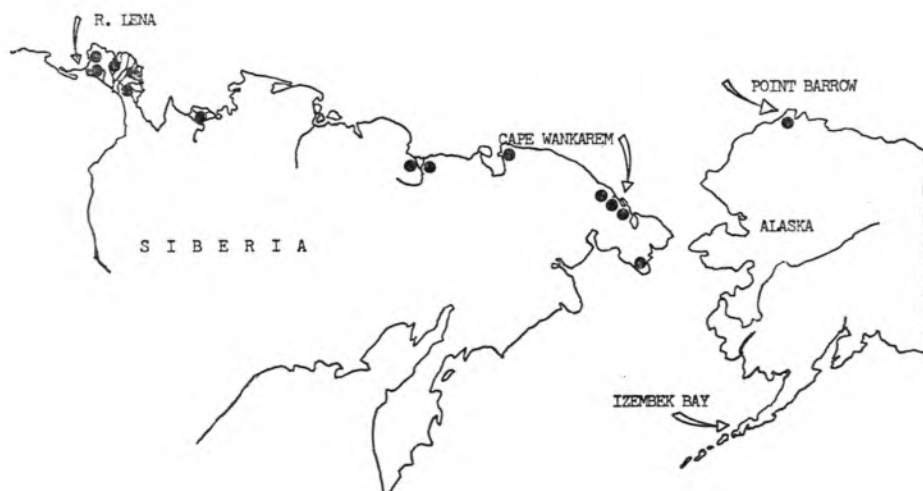 R. LENA
POINT BARROW
CAPE WANKAREM
ALASKA
S I B E R I A
IZEMBEK BAY